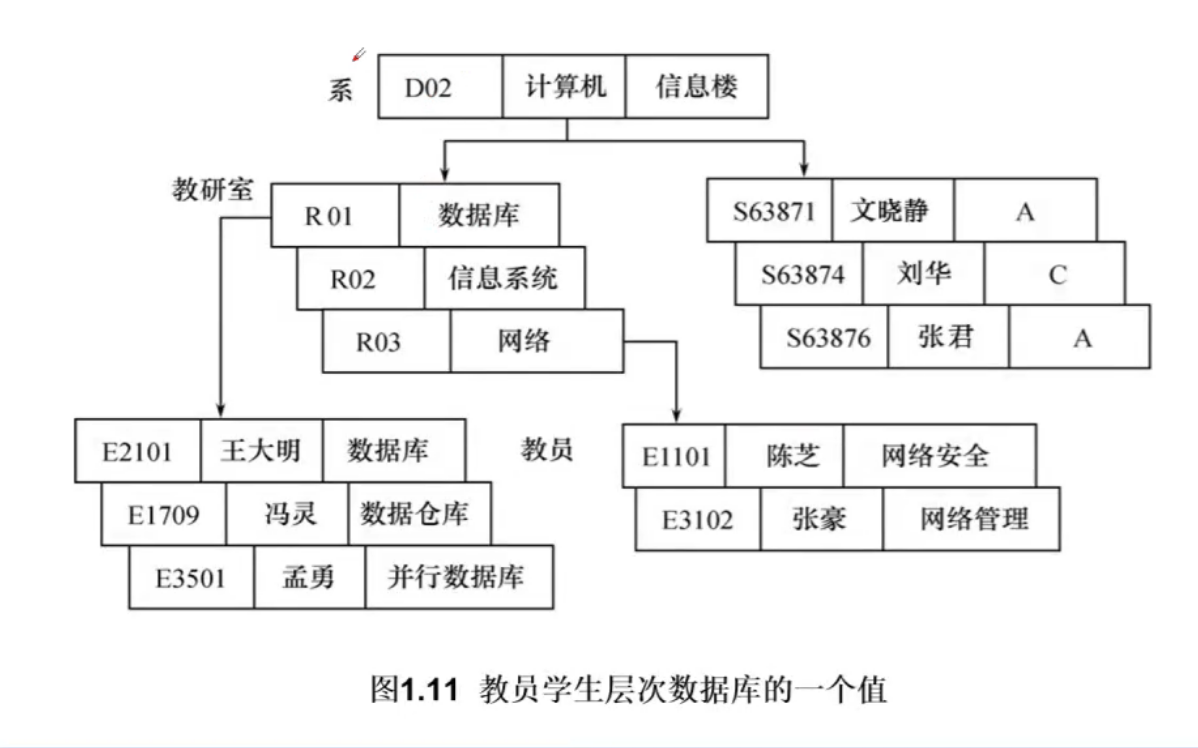 系 D02 计算机 信息楼
教研室 R 01 数据库
R02 信息系统
R03 网络
S63871 文晓静 A
S63874 刘华 C
S63876 张君 A
E2101 王大明 数据库
E1709 冯灵 数据仓库
E3501 孟勇 并行数据库
教员 E1101 陈芝 网络安全
E3102 张豪 网络管理
图1.11 教员学生层次数据库的一个值